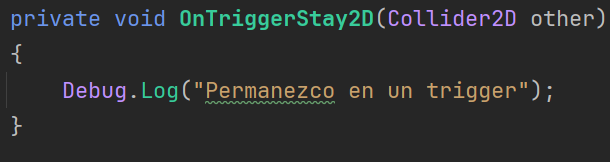 private void OnTriggerStay2D(Collider2D other)
{
    Debug.Log("Permanezco en un trigger");
}